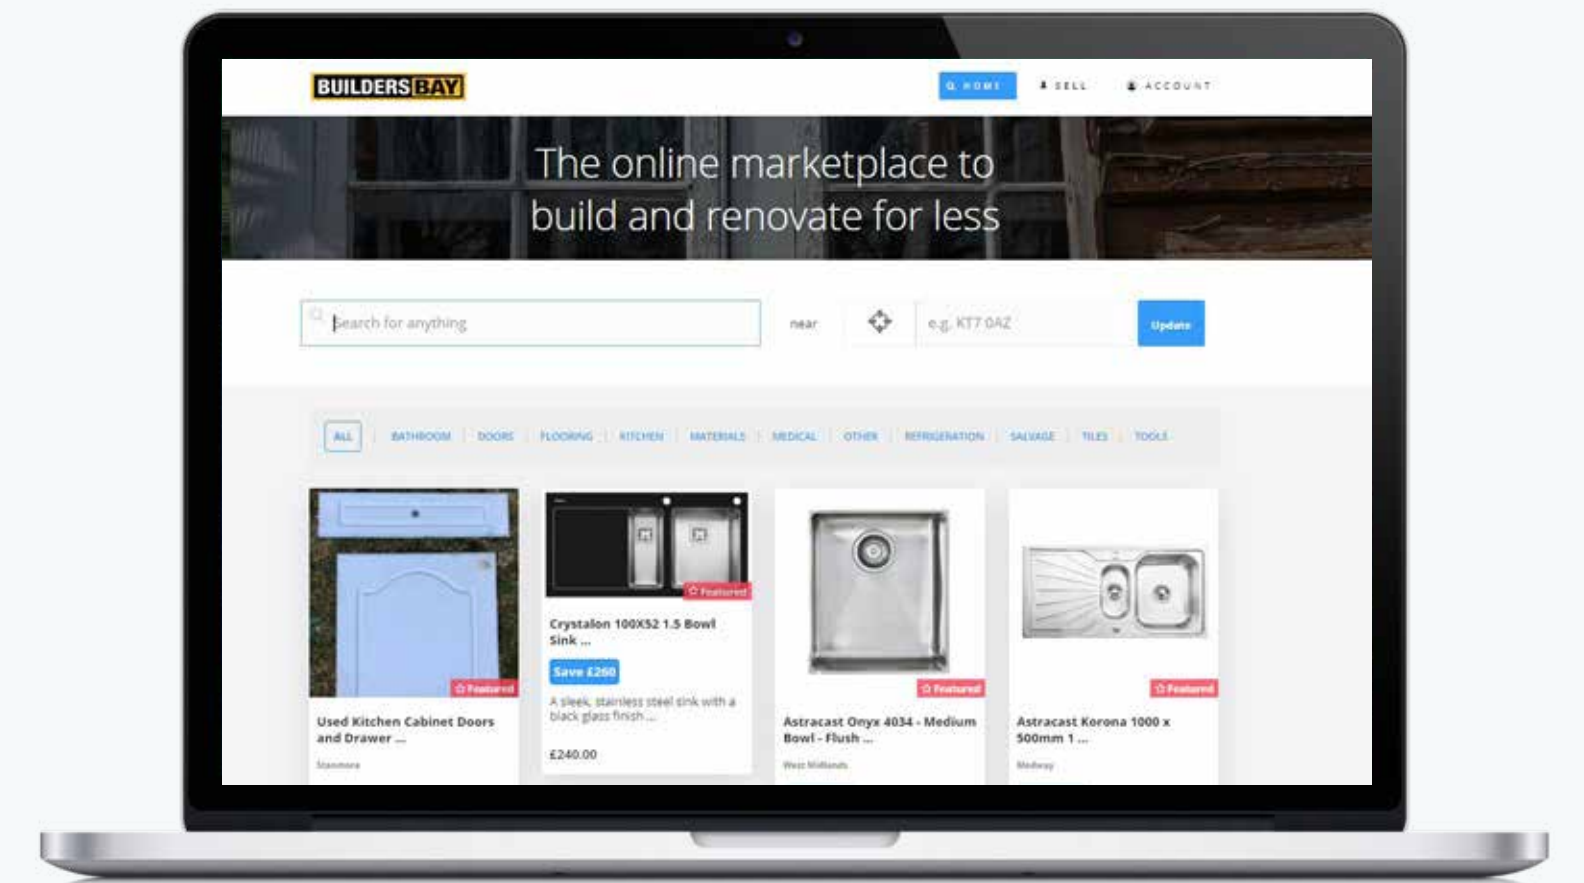 BUILDERS BAY
HOME SELL ACCOUNT
The online marketplace to
build and renovate for less
Search for anything near e.g. KT7 0AZ Update
ALL BATHROOM DOORS FLOORING KITCHEN MATERIALS MEDICAL OTHER REFRIGERATION SALVAGE TILES TOOLS
Featured
Used Kitchen Cabinet Doors
and Drawer ...
Stanmore
Featured
Crystalon 100X52 1.5 Bowl
Sink ...
Save £260
A sleek, stainless steel sink with a
black glass finish ...
£240.00
Featured
Astracast Onyx 4034 - Medium
Bowl - Flush ...
West Midlands
Featured
Astracast Korona 1000 x
500mm 1 ...
Medway